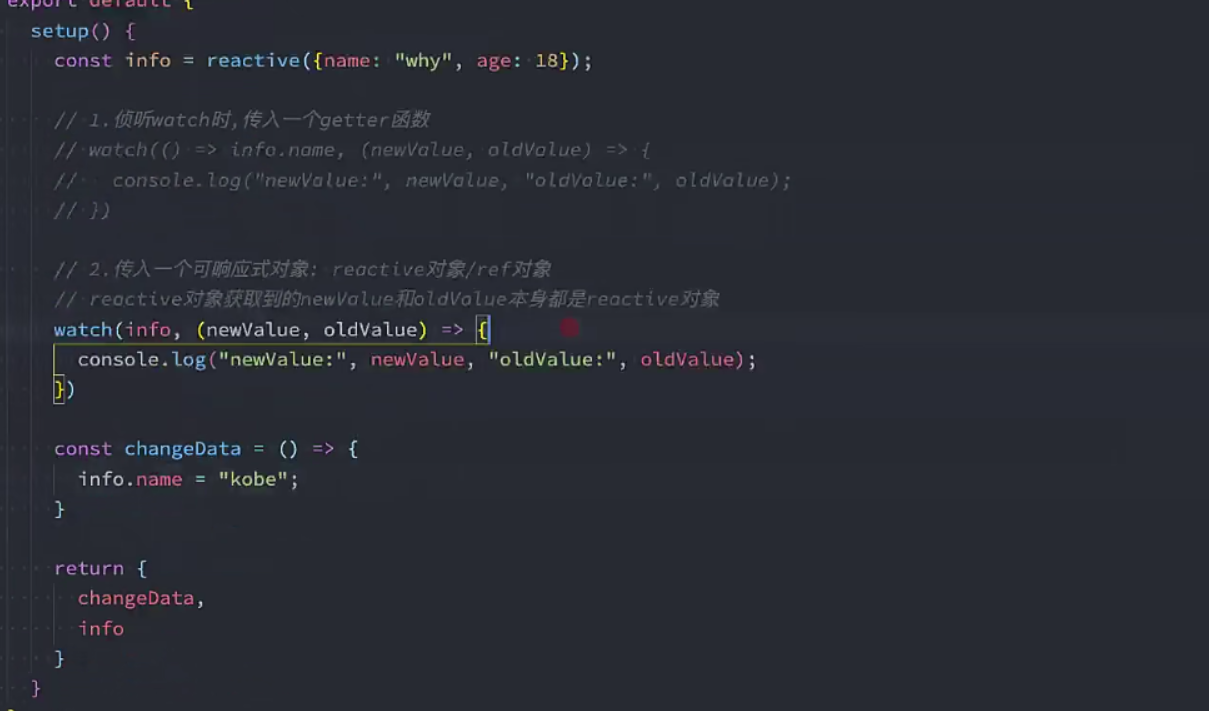 export default {
setup() {
const info = reactive({name: "why", age: 18});
// 1.侦听watch时,传入一个getter函数
// watch(() => info.name, (newValue, oldValue) => {
//   console.log("newValue:", newValue, "oldValue:", oldValue);
// })
// 2.传入一个可响应式对象: reactive对象/ref对象
// reactive对象获取到的newValue和oldValue本身都是reactive对象
watch(info, (newValue, oldValue) => {
console.log("newValue:", newValue, "oldValue:", oldValue);
})
const changeData = () => {
info.name = "kobe";
}
return {
changeData,
info
}
}